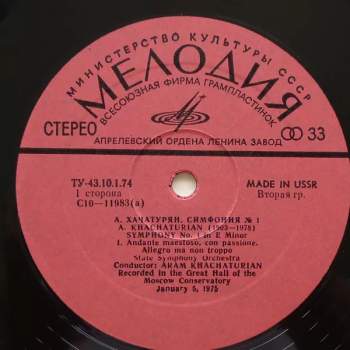 МИНИСТЕРСТВО КУЛЬТУРЫ СССР
МЕЛОДИЯ
ВСЕСОЮЗНАЯ ФИРМА ГРАМПЛАСТИНОК
СТЕРЕО
33
АПРЕЛЕВСКИЙ ОРДЕНА ЛЕНИНА ЗАВОД
ТУ-43.10.1.74
MADE IN USSR
1 сторона
Вторая гр.
С10—11983(а)
А. ХАЧАТУРЯН. СИМФОНИЯ № 1
A. KHACHATURIAN (1903—1978)
SYMPHONY No. 1 in E Minor
1. Andante maestoso, con passione.
Allegro ma non troppo
State Symphony Orchestra
Conductor: ARAM KHACHATURIAN
Recorded in the Great Hall of the
Moscow Conservatory
January 5, 1975